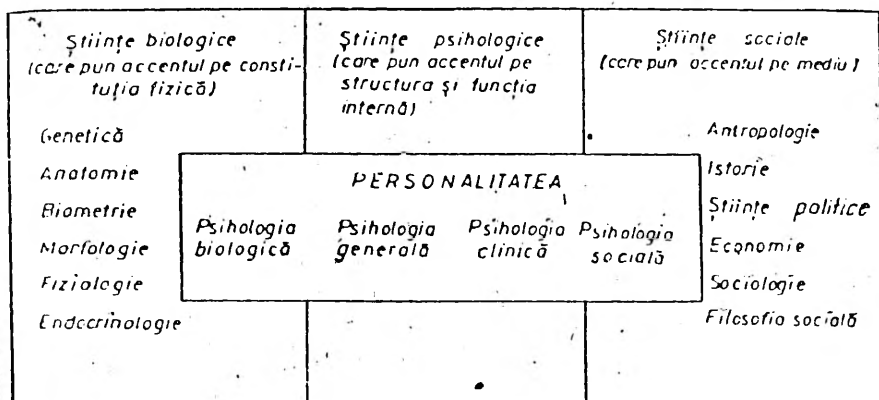 Științe biologice
(care pun accentul pe consti-
tuția fizică)
Genetică
Anatomie
Biometrie
Morfologie
Fiziologie
Endocrinologie
Științe psihologice
(care pun accentul pe
structura și funcția
internă)
Științe sociale
(care pun accentul pe mediu)
Antropologie
Istorie
Științe politice
Economie
Sociologie
Filosofia socială
PERSONALITATEA
Psihologia
biologică
Psihologia
generală
Psihologia
clinică
Psihologia
socială